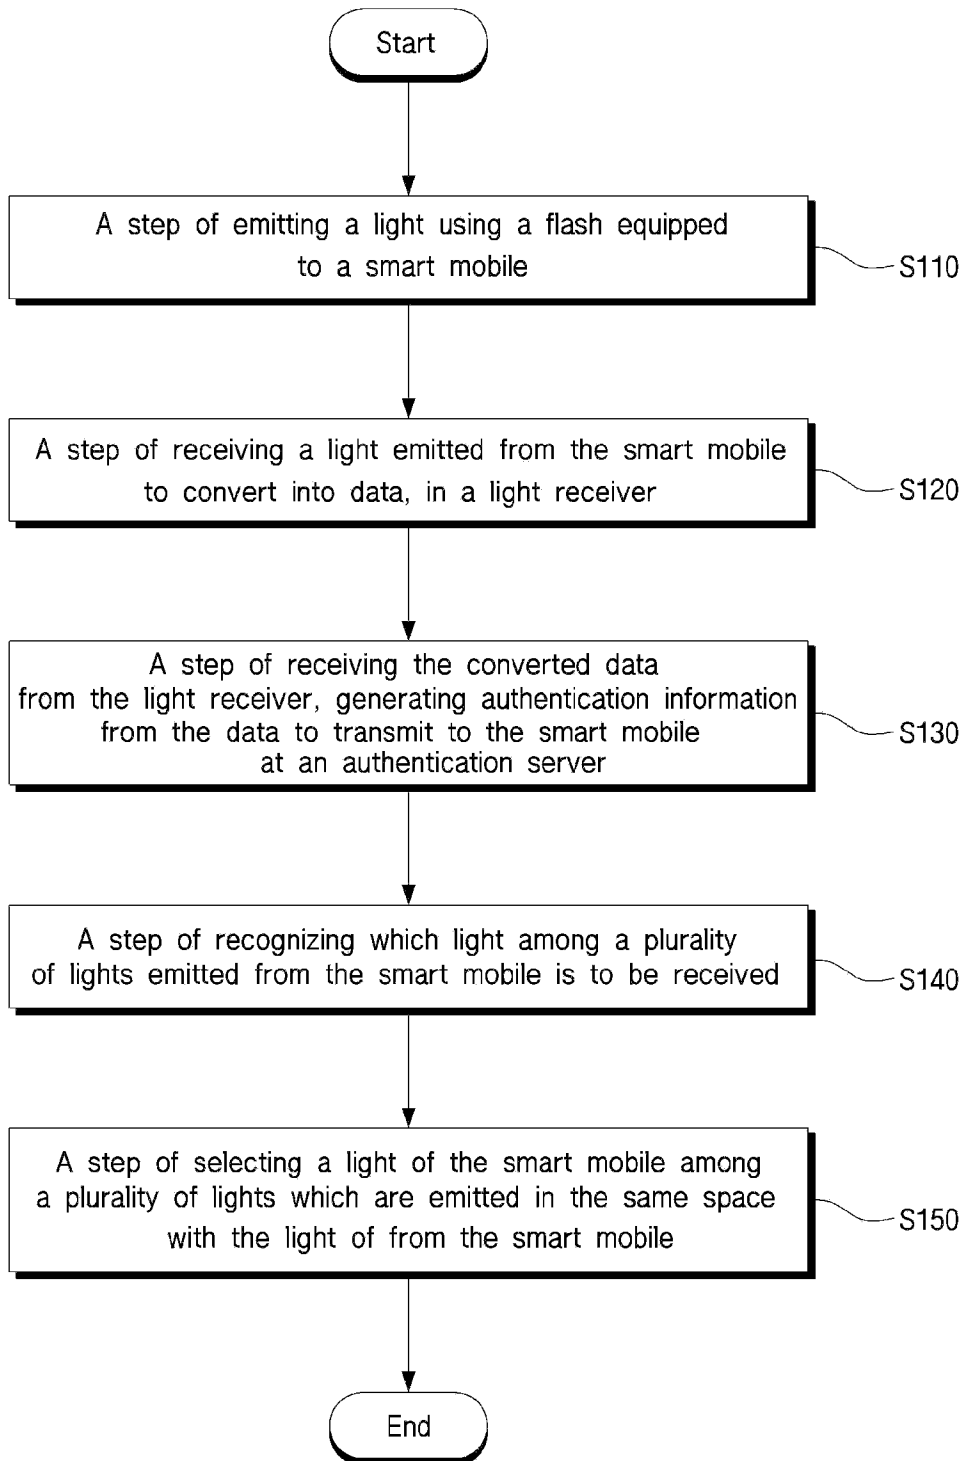 Start
A step of emitting a light using a flash equipped
to a smart mobile
S110
A step of receiving a light emitted from the smart mobile
to convert into data, in a light receiver
S120
A step of receiving the converted data
from the light receiver, generating authentication information
from the data to transmit to the smart mobile
at an authentication server
S130
A step of recognizing which light among a plurality
of lights emitted from the smart mobile is to be received
S140
A step of selecting a light of the smart mobile among
a plurality of lights which are emitted in the same space
with the light of from the smart mobile
S150
End